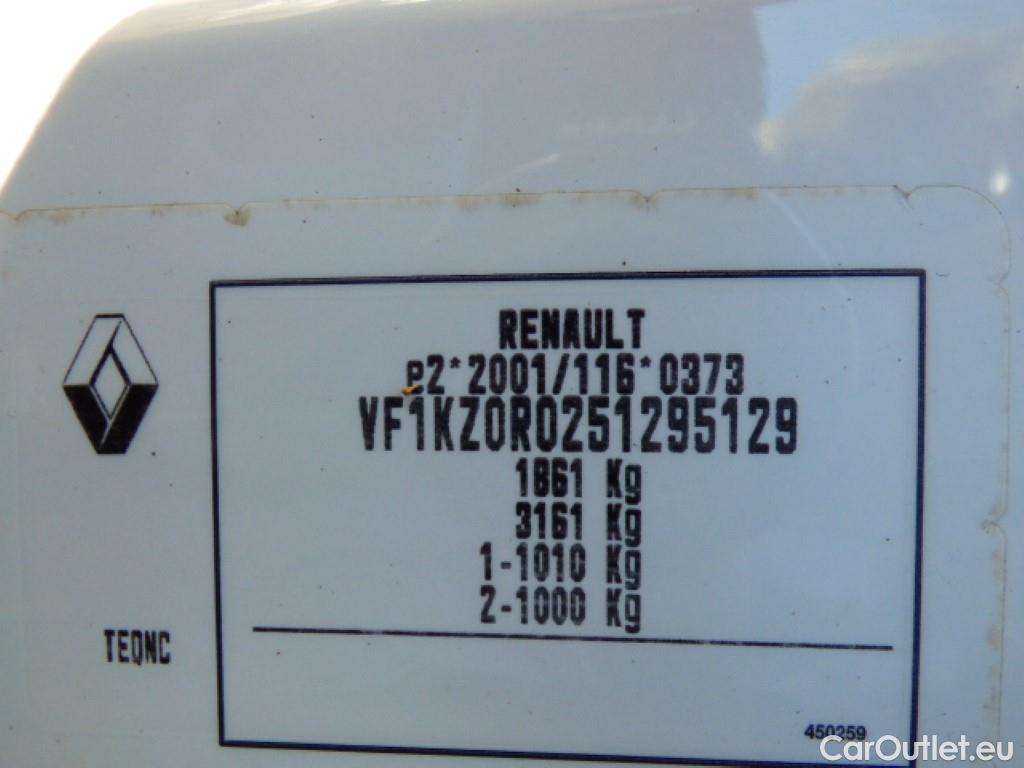 RENAULT
e2*2001/116*0373
VF1KZ0R0251295129
1861 Kg
3161 Kg
1-1010 Kg
2-1000 Kg
TEQNC
450259
CarOutlet.eu